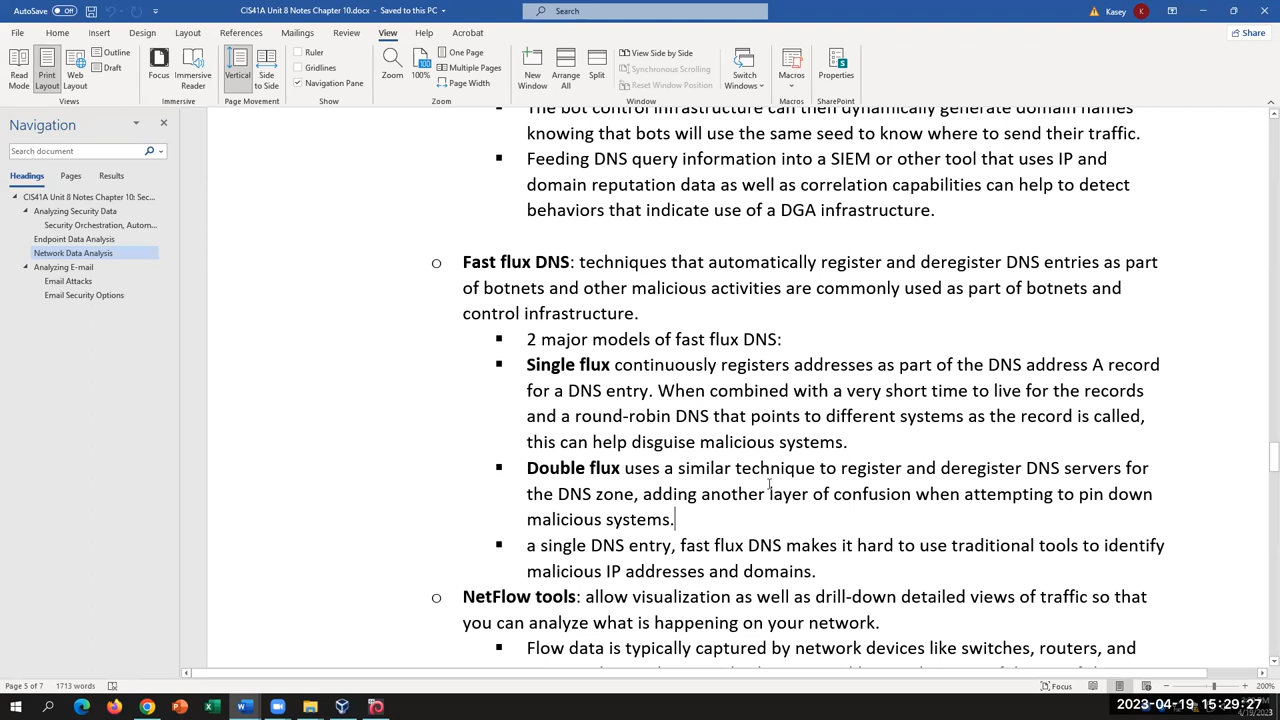 AutoSave Off CIS41A Unit 8 Notes Chapter 10.docx - Saved to this PC Search Kasey K
File Home Insert Design Layout References Mailings Review View Help Acrobat Share
Read Mode Print Layout Web Layout Outline Draft Views
Focus Immersive Reader Immersive
Vertical Side to Side Page Movement
Ruler Gridlines Navigation Pane Show
Zoom 100% One Page Multiple Pages Page Width Zoom
New Window Arrange All Split View Side by Side Synchronous Scrolling Reset Window Position Switch Windows Window
Macros Macros
Properties SharePoint
Navigation
Search document
Headings Pages Results
CIS41A Unit 8 Notes Chapter 10: Sec...
Analyzing Security Data
Security Orchestration, Autom...
Endpoint Data Analysis
Network Data Analysis
Analyzing E-mail
Email Attacks
Email Security Options
The bot control infrastructure can then dynamically generate domain names
knowing that bots will use the same seed to know where to send their traffic.
▪ Feeding DNS query information into a SIEM or other tool that uses IP and
domain reputation data as well as correlation capabilities can help to detect
behaviors that indicate use of a DGA infrastructure.
o Fast flux DNS: techniques that automatically register and deregister DNS entries as part
of botnets and other malicious activities are commonly used as part of botnets and
control infrastructure.
▪ 2 major models of fast flux DNS:
▪ Single flux continuously registers addresses as part of the DNS address A record
for a DNS entry. When combined with a very short time to live for the records
and a round-robin DNS that points to different systems as the record is called,
this can help disguise malicious systems.
▪ Double flux uses a similar technique to register and deregister DNS servers for
the DNS zone, adding another layer of confusion when attempting to pin down
malicious systems.
▪ a single DNS entry, fast flux DNS makes it hard to use traditional tools to identify
malicious IP addresses and domains.
o NetFlow tools: allow visualization as well as drill-down detailed views of traffic so that
you can analyze what is happening on your network.
▪ Flow data is typically captured by network devices like switches, routers, and
Page 5 of 7 1713 words Focus 200%
2023-04-19 15:29:27
4/19/2023